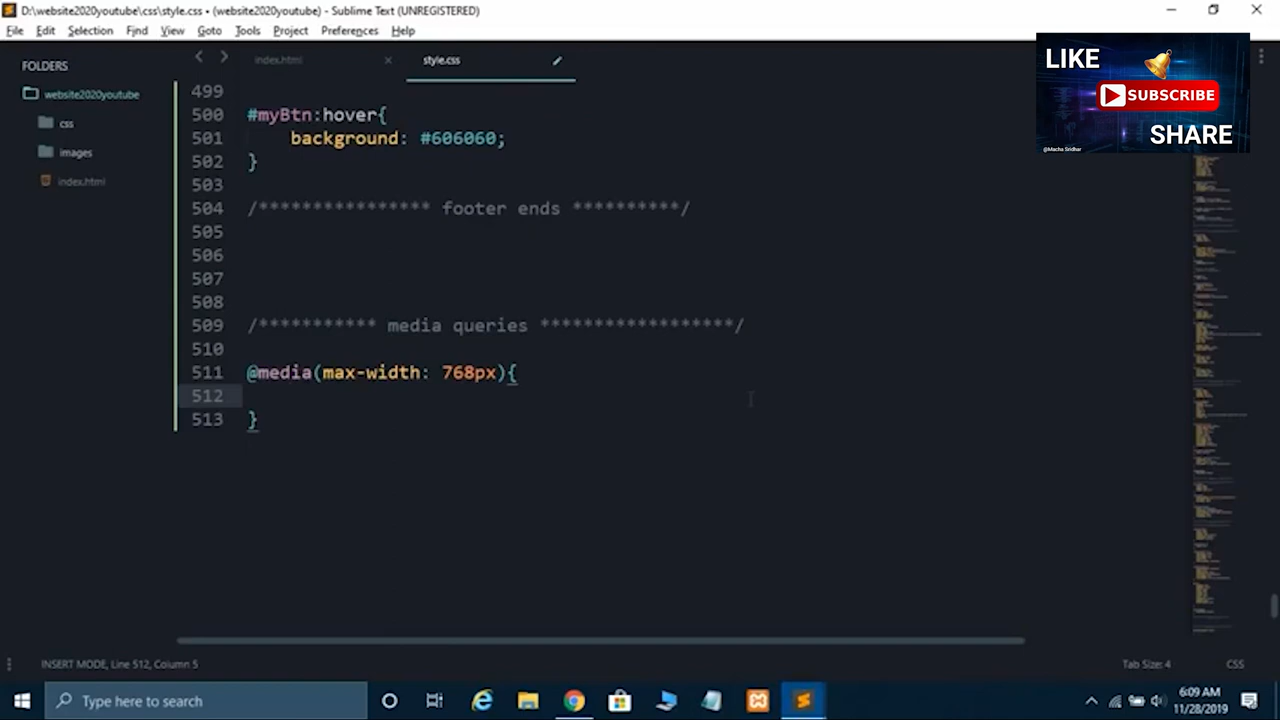 D:\website2020youtube\css\style.css • (website2020youtube) - Sublime Text (UNREGISTERED)
File Edit Selection Find View Goto Tools Project Preferences Help
FOLDERS
website2020youtube
css
images
index.html
index.html
style.css
LIKE
SUBSCRIBE
SHARE
@Macha Sridhar
499
500 #myBtn:hover{
501 background: #606060;
502 }
503
504 /**************** footer ends **********/
505
506
507
508
509 /*********** media queries ******************/
510
511 @media(max-width: 768px){
512
513 }
INSERT MODE, Line 512, Column 5
Tab Size: 4
CSS
Type here to search
6:09 AM
11/28/2019